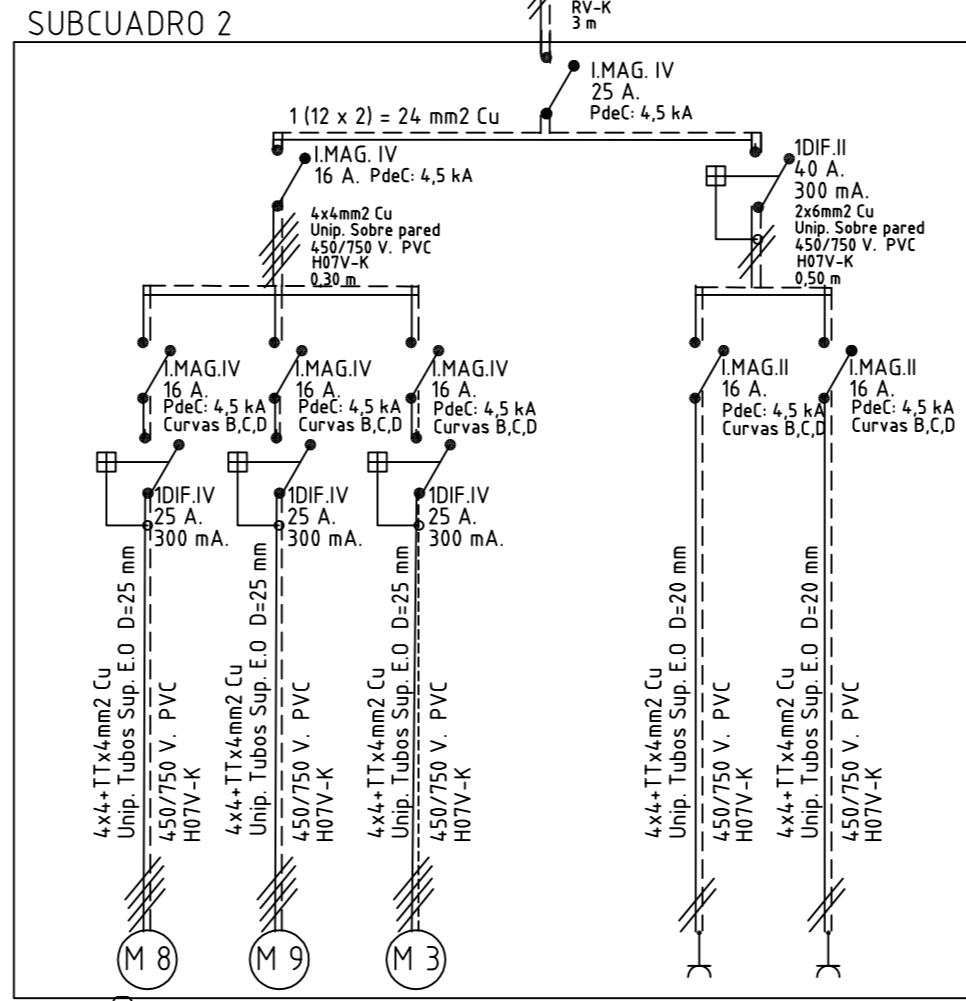 RV-K
3 m
SUBCUADRO 2
I.MAG. IV
25 A.
PdeC: 4,5 kA
1 (12 x 2) = 24 mm2 Cu
I.MAG. IV
16 A. PdeC: 4,5 kA
4x4mm2 Cu
Unip. Sobre pared
450/750 V. PVC
H07V-K
0,30 m
1DIF.II
40 A.
300 mA.
2x6mm2 Cu
Unip. Sobre pared
450/750 V. PVC
H07V-K
0,50 m
I.MAG.IV
16 A.
PdeC: 4,5 kA
Curvas B,C,D
I.MAG.IV
16 A.
PdeC: 4,5 kA
Curvas B,C,D
I.MAG.IV
16 A.
PdeC: 4,5 kA
Curvas B,C,D
I.MAG.II
16 A.
PdeC: 4,5 kA
Curvas B,C,D
I.MAG.II
16 A.
PdeC: 4,5 kA
Curvas B,C,D
1DIF.IV
25 A.
300 mA.
1DIF.IV
25 A.
300 mA.
1DIF.IV
25 A.
300 mA.
4x4+TTx4mm2 Cu
Unip. Tubos Sup. E.O D=25 mm
450/750 V. PVC
H07V-K
4x4+TTx4mm2 Cu
Unip. Tubos Sup. E.O D=25 mm
450/750 V. PVC
H07V-K
4x4+TTx4mm2 Cu
Unip. Tubos Sup. E.O D=25 mm
450/750 V. PVC
H07V-K
4x4+TTx4mm2 Cu
Unip. Tubos Sup. E.O D=20 mm
450/750 V. PVC
H07V-K
4x4+TTx4mm2 Cu
Unip. Tubos Sup. E.O D=20 mm
450/750 V. PVC
H07V-K
M 8
M 9
M 3